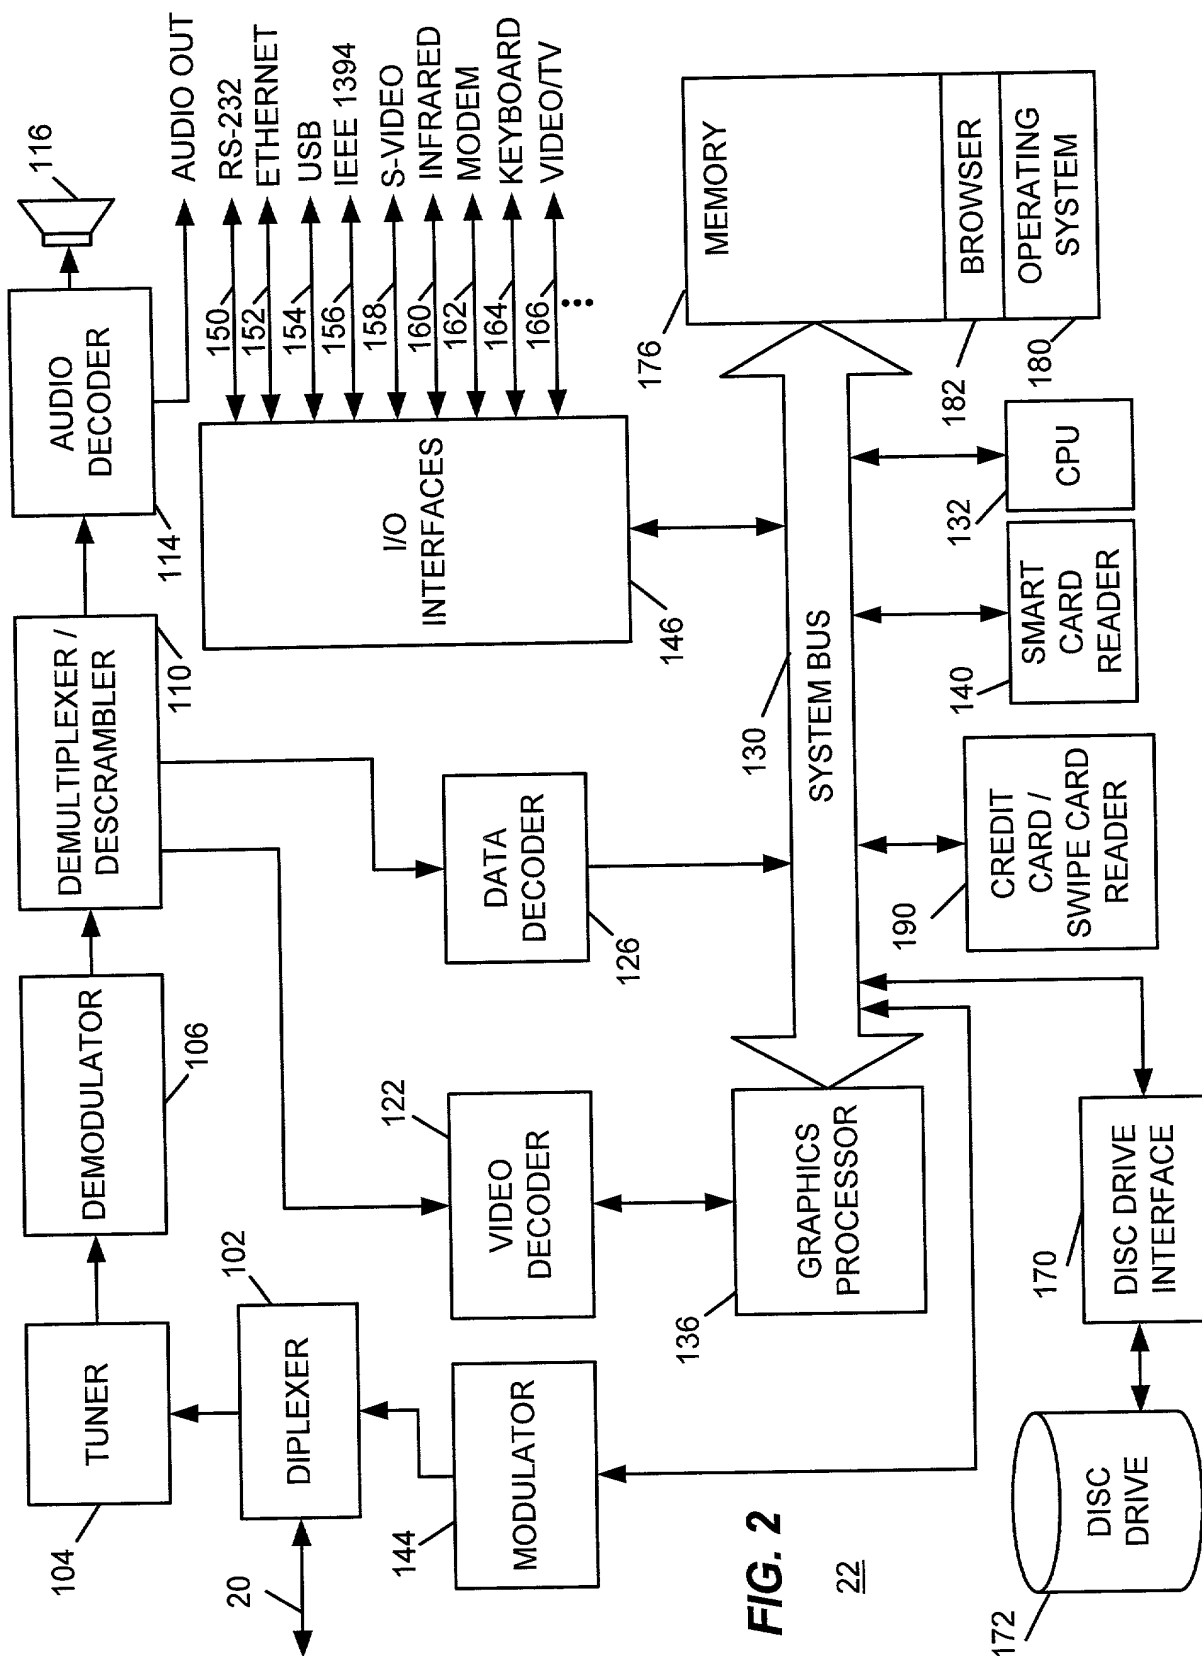 20
DIPLEXER
102
TUNER
104
DEMODULATOR
106
DEMULTIPLEXER /
DESCRAMBLER
110
AUDIO
DECODER
114
116
AUDIO OUT
RS-232
150
ETHERNET
152
USB
154
IEEE 1394
156
S-VIDEO
158
INFRARED
160
MODEM
162
KEYBOARD
164
VIDEO/TV
166
I/O
INTERFACES
146
VIDEO
DECODER
122
DATA
DECODER
126
MODULATOR
144
GRAPHICS
PROCESSOR
136
SYSTEM BUS
130
MEMORY
176
BROWSER
182
OPERATING
SYSTEM
180
CPU
132
SMART
CARD
READER
140
CREDIT
CARD /
SWIPE CARD
READER
190
DISC DRIVE
INTERFACE
170
DISC
DRIVE
172
FIG. 2
22